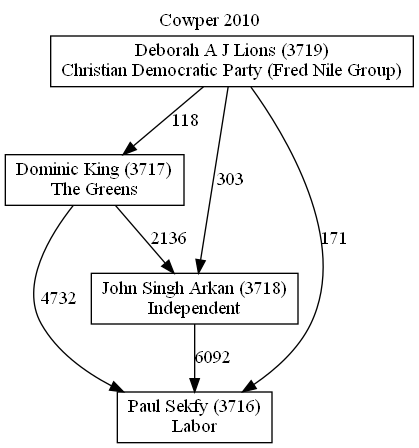 Cowper 2010
Deborah A J Lions (3719)
Christian Democratic Party (Fred Nile Group)
118
Dominic King (3717)
The Greens
303
2136
171
4732
John Singh Arkan (3718)
Independent
6092
Paul Sekfy (3716)
Labor